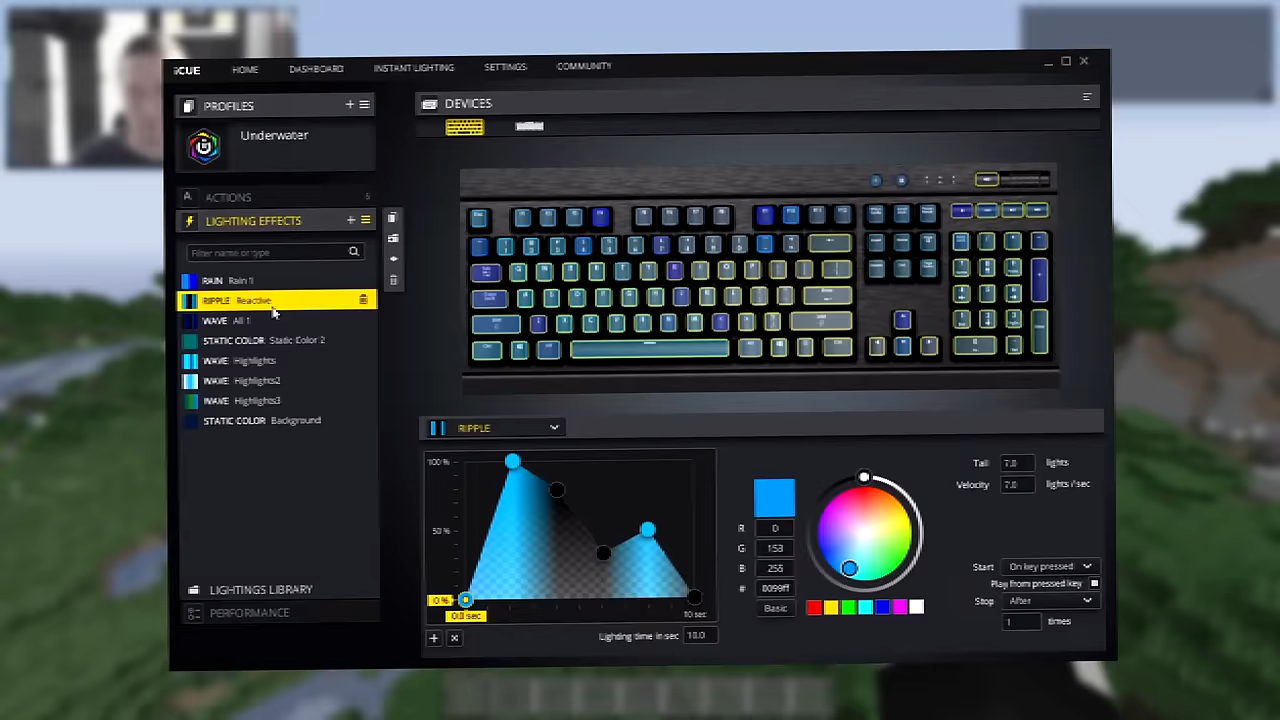 iCUE
HOME
DASHBOARD
INSTANT LIGHTING
SETTINGS
COMMUNITY
PROFILES
DEVICES
Underwater
ACTIONS
5
LIGHTING EFFECTS
Filter name or type
RAIN Rain 1
RIPPLE Reactive
WAVE All 1
STATIC COLOR Static Color 2
WAVE Highlights
WAVE Highlights2
WAVE Highlights3
STATIC COLOR Background
LIGHTINGS LIBRARY
PERFORMANCE
RIPPLE
100 %
50 %
0 %
0.0 sec
10 sec
Lighting time in sec 10.0
R 0
G 153
B 255
# 0099ff
Basic
Tail 7.0 lights
Velocity 7.0 lights/sec
Start On key pressed
Play from pressed key
Stop After
1 times